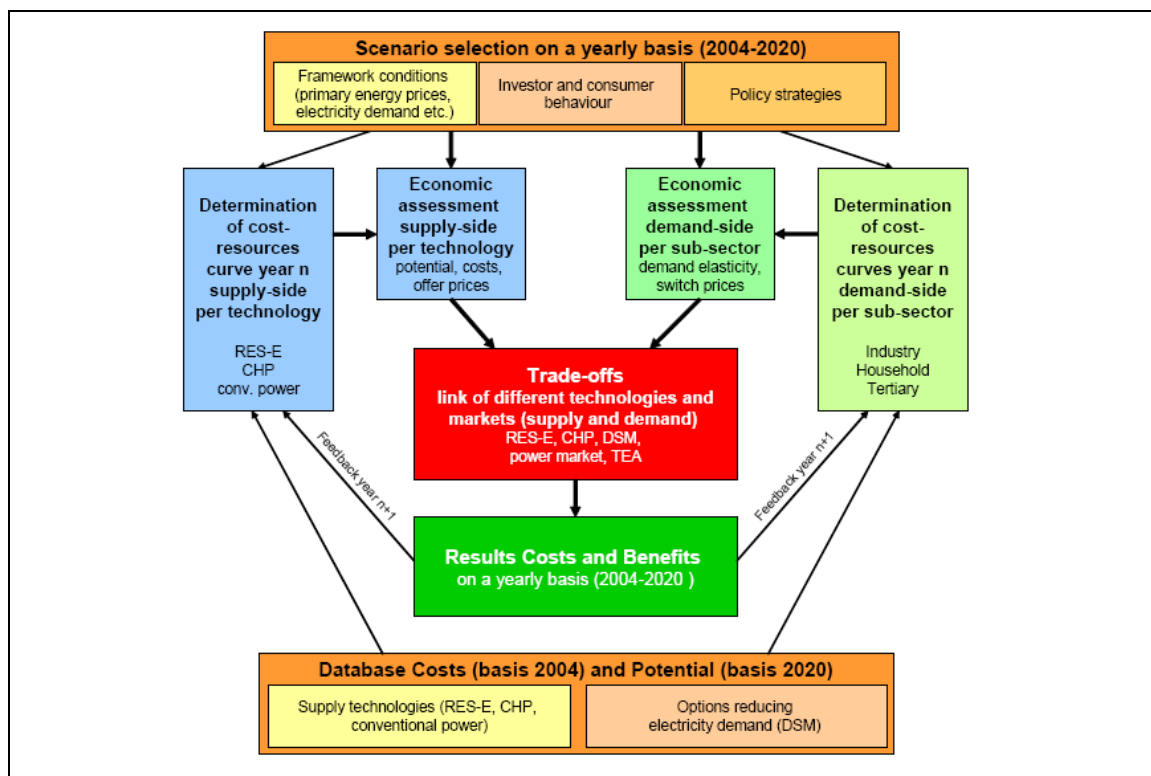 Scenario selection on a yearly basis (2004-2020)
Framework conditions
(primary energy prices,
electricity demand etc.)
Investor and consumer
behaviour
Policy strategies
Determination
of cost-
resources
curve year n
supply-side
per technology
RES-E
CHP
conv. power
Economic
assessment
supply-side
per technology
potential, costs,
offer prices
Economic
assessment
demand-side
per sub-sector
demand elasticity,
switch prices
Determination
of cost-
resources
curves year n
demand-side
per sub-sector
Industry
Household
Tertiary
Trade-offs
link of different technologies and
markets (supply and demand)
RES-E, CHP, DSM,
power market, TEA
Feedback year n+1
Feedback year n+1
Results Costs and Benefits
on a yearly basis (2004-2020 )
Database Costs (basis 2004) and Potential (basis 2020)
Supply technologies (RES-E, CHP,
conventional power)
Options reducing
electricity demand (DSM)